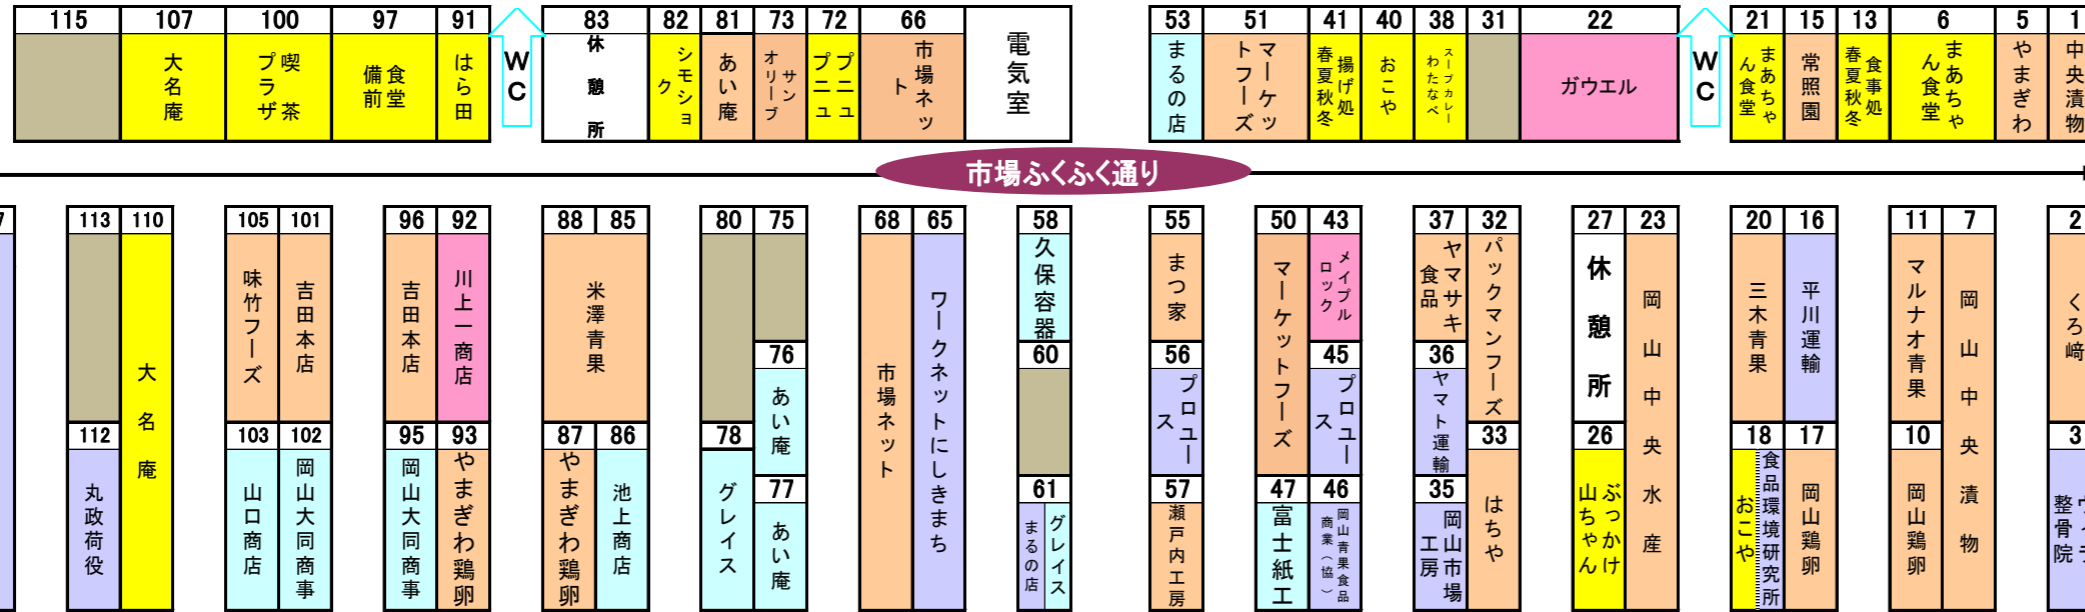 115
107
100
97
91
83
82
81
73
72
66
53
51
41
40
38
31
22
21
15
13
6
5
1
大名庵
喫茶
プラザ
食堂
備前
はら田
WC
休憩所
シモショク
あい庵
サンオリーブ
プニュプニュ
市場ネット
電気室
まるの店
マーケットフーズ
揚げ処
春夏秋冬
おこや
スープカレー
わたなべ
ガウエル
WC
まあちゃん食堂
常照園
食事処
春夏秋冬
まあちゃん食堂
やまぎわ
中央漬物
市場ふくふく通り
7
113
110
105
101
96
92
88
85
80
75
68
65
58
55
50
43
37
32
27
23
20
16
11
7
2
大名庵
味竹フーズ
吉田本店
吉田本店
川上一商店
米澤青果
市場ネット
ワークネットにしきまち
久保容器
まつ家
マーケットフーズ
メイプルロック
ヤマサキ食品
パックマンフーズ
休憩所
岡山中央水産
三木青果
平川運輸
マルナオ青果
岡山中央漬物
くろ﨑
76
60
56
45
36
あい庵
プロユース
プロユース
ヤマト運輸
112
103
102
95
93
87
86
78
33
26
18
17
10
3
丸政荷役
山口商店
岡山大同商事
岡山大同商事
やまぎわ鶏卵
やまぎわ鶏卵
池上商店
グレイス
はちや
ぶっかけ
山ちゃん
食品環境研究所
おこや
岡山鶏卵
岡山鶏卵
整骨院
77
61
57
47
46
35
あい庵
グレイス
まるの店
瀬戸内工房
富士紙工
岡山青果食品
商業(協)
岡山市場工房